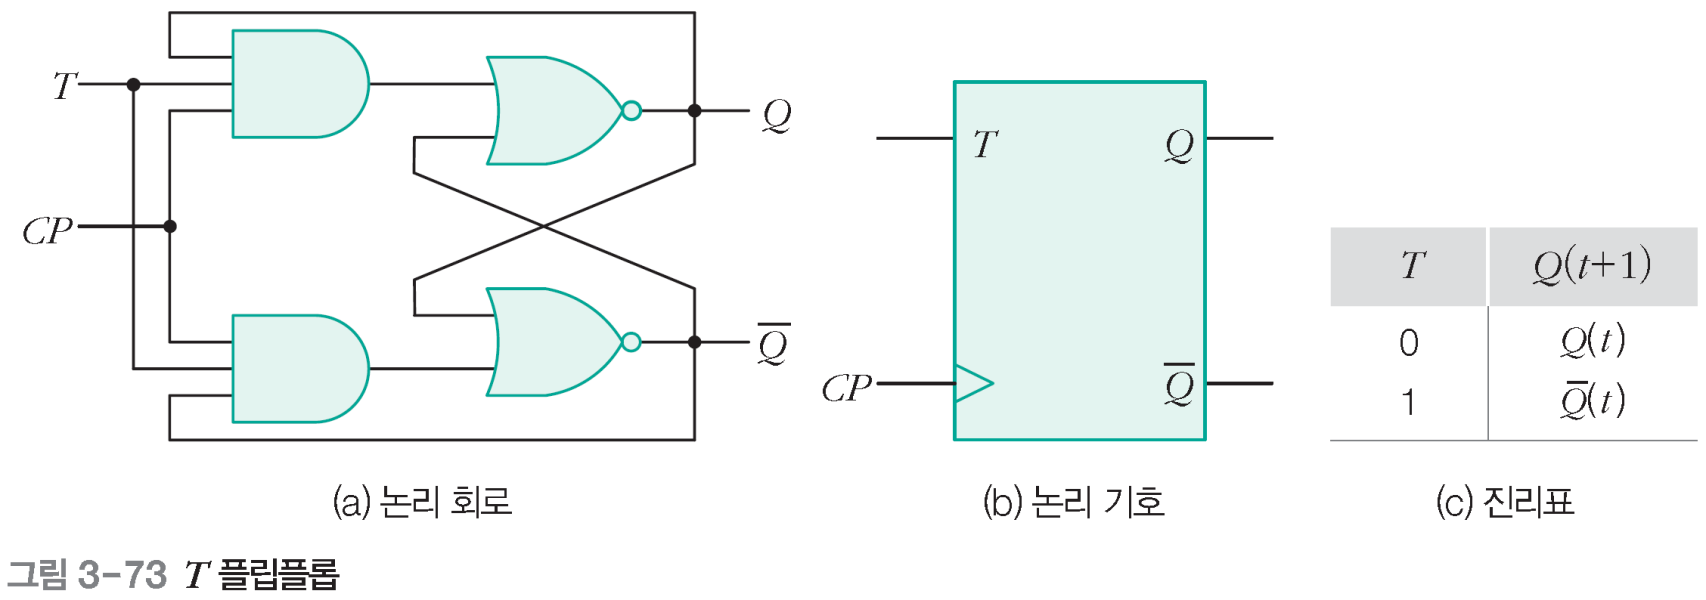 T
CP
Q
Q̅
(a) 논리 회로
T
Q
CP
Q̅
(b) 논리 기호
T Q(t+1)
0 Q(t)
1 Q̅(t)
(c) 진리표
그림 3-73 T 플립플롭